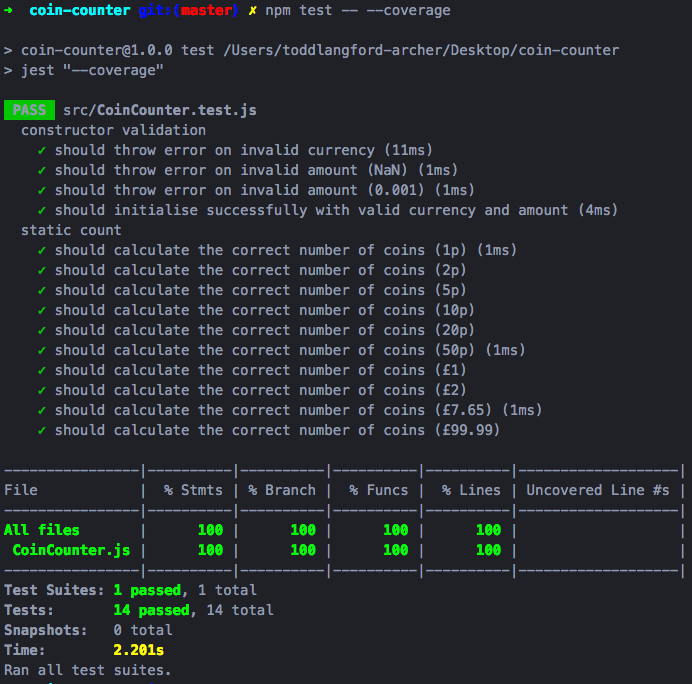 ➜ coin-counter git:(master) ✗ npm test -- --coverage
> coin-counter@1.0.0 test /Users/toddlangford-archer/Desktop/coin-counter
> jest "--coverage"
PASS src/CoinCounter.test.js
constructor validation
✓ should throw error on invalid currency (11ms)
✓ should throw error on invalid amount (NaN) (1ms)
✓ should throw error on invalid amount (0.001) (1ms)
✓ should initialise successfully with valid currency and amount (4ms)
static count
✓ should calculate the correct number of coins (1p) (1ms)
✓ should calculate the correct number of coins (2p)
✓ should calculate the correct number of coins (5p)
✓ should calculate the correct number of coins (10p)
✓ should calculate the correct number of coins (20p)
✓ should calculate the correct number of coins (50p) (1ms)
✓ should calculate the correct number of coins (£1)
✓ should calculate the correct number of coins (£2)
✓ should calculate the correct number of coins (£7.65) (1ms)
✓ should calculate the correct number of coins (£99.99)
----------------|----------|----------|----------|----------|-------------------|
File            |  % Stmts | % Branch |  % Funcs |  % Lines | Uncovered Line #s |
----------------|----------|----------|----------|----------|-------------------|
All files       |      100 |      100 |      100 |      100 |                   |
 CoinCounter.js |      100 |      100 |      100 |      100 |                   |
----------------|----------|----------|----------|----------|-------------------|
Test Suites: 1 passed, 1 total
Tests:       14 passed, 14 total
Snapshots:   0 total
Time:        2.201s
Ran all test suites.